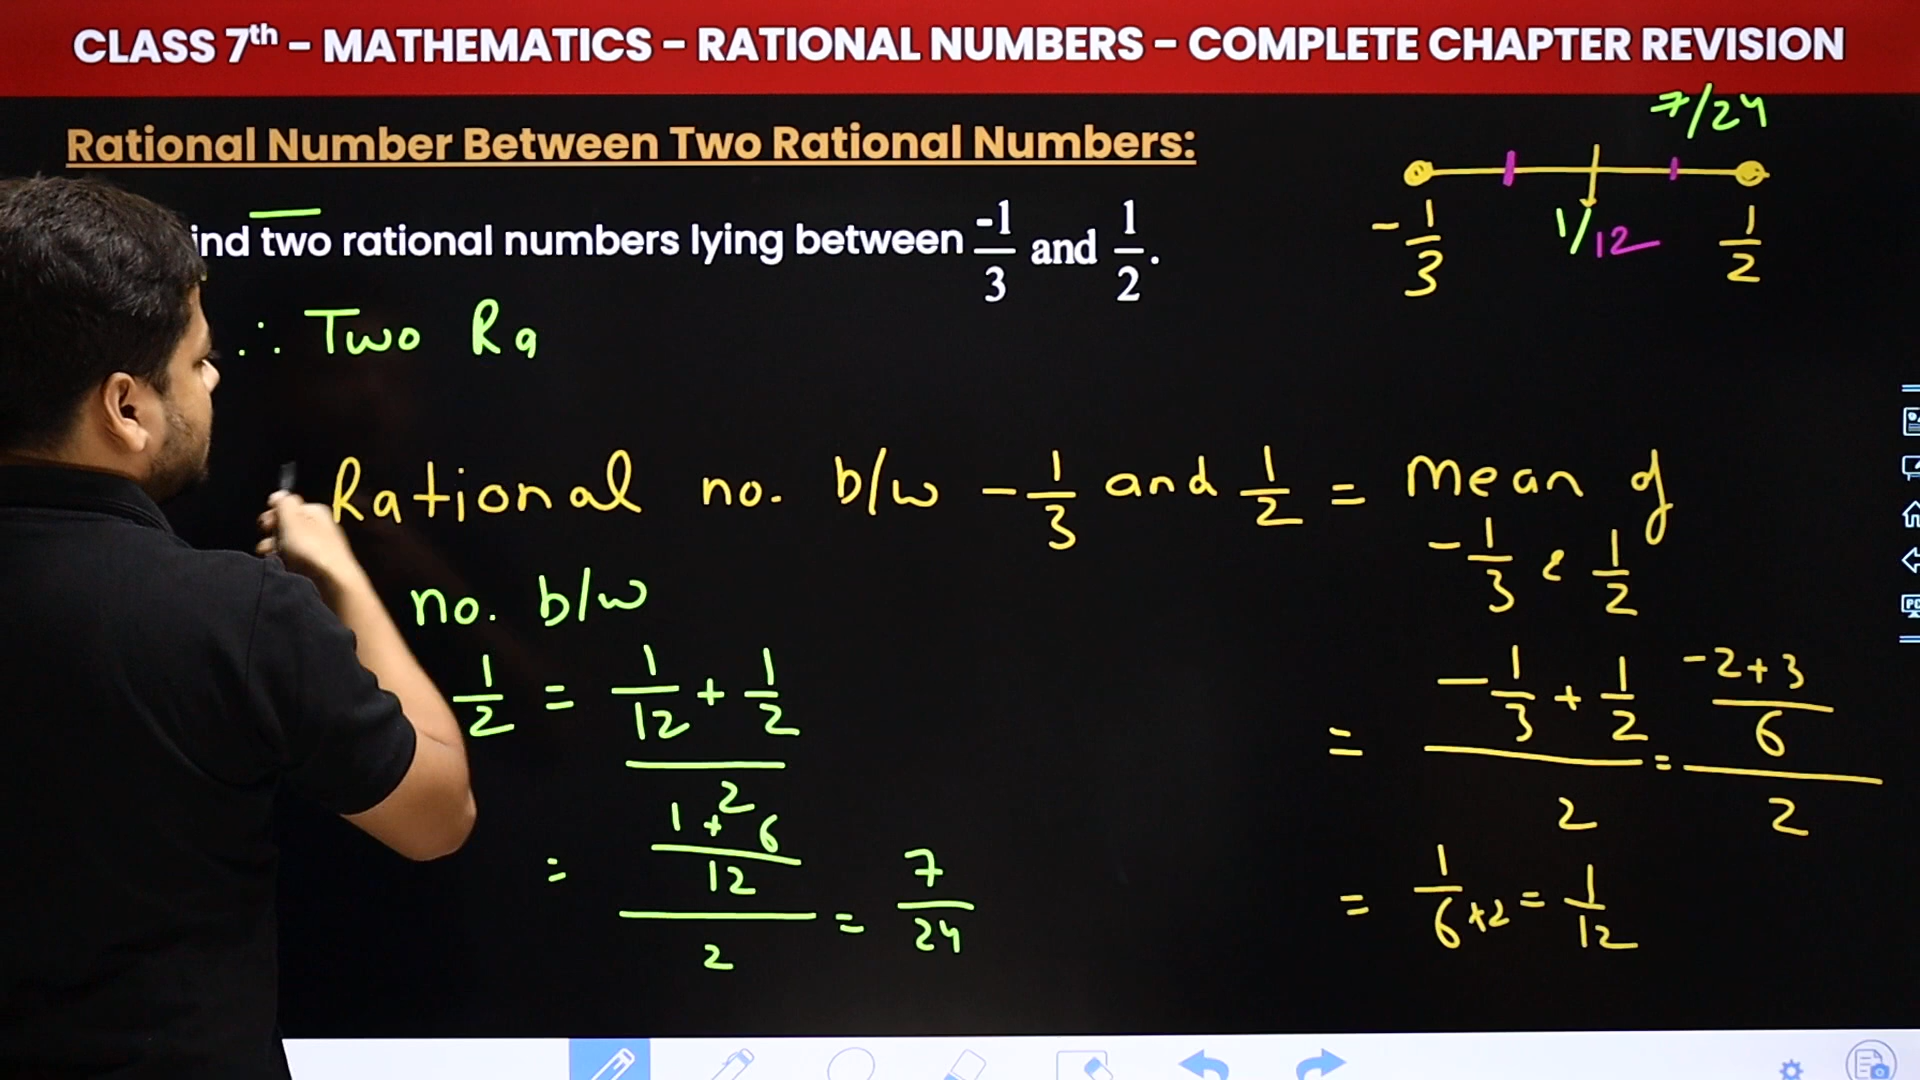 CLASS 7th - MATHEMATICS - RATIONAL NUMBERS - COMPLETE CHAPTER REVISION
Rational Number Between Two Rational Numbers:
7/24
-1/3 1/12 1/2
ind two rational numbers lying between -1/3 and 1/2.
∴ Two Ra
Rational no. b/w -1/3 and 1/2 = Mean of
-1/3 & 1/2
no. b/w
1/2 = (1/12 + 1/2)/2
= ((1+6)/12)/2 = 7/24
= (-1/3 + 1/2)/2 = ((-2+3)/6)/2
= 1/(6×2) = 1/12